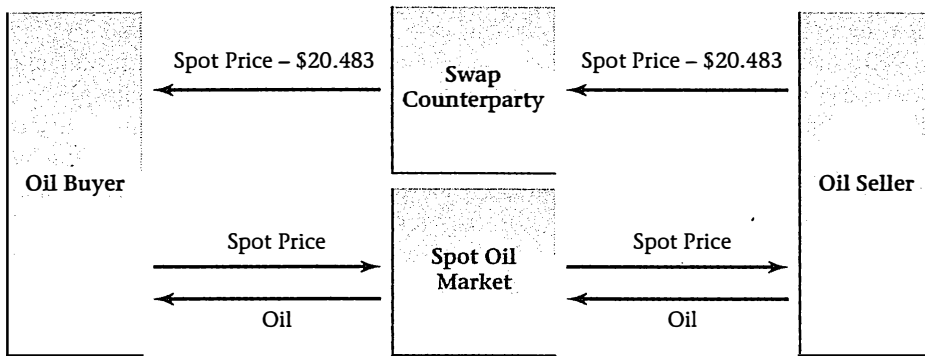 Spot Price – $20.483
Swap
Counterparty
Spot Price – $20.483
Oil Buyer
Oil Seller
Spot Price
Spot Oil
Market
Spot Price
Oil
Oil